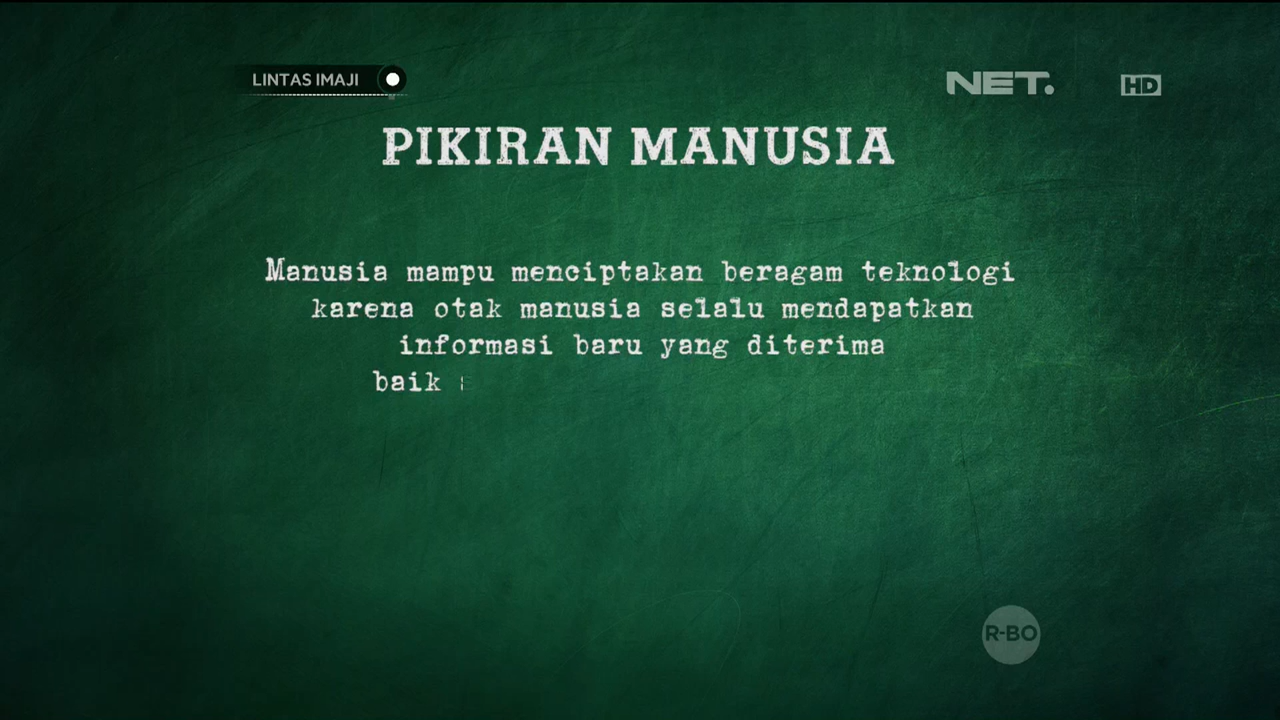 LINTAS IMAJI
NET.
HD
PIKIRAN MANUSIA
Manusia mampu menciptakan beragam teknologi
karena otak manusia selalu mendapatkan
informasi baru yang diterima
baik
R-BO